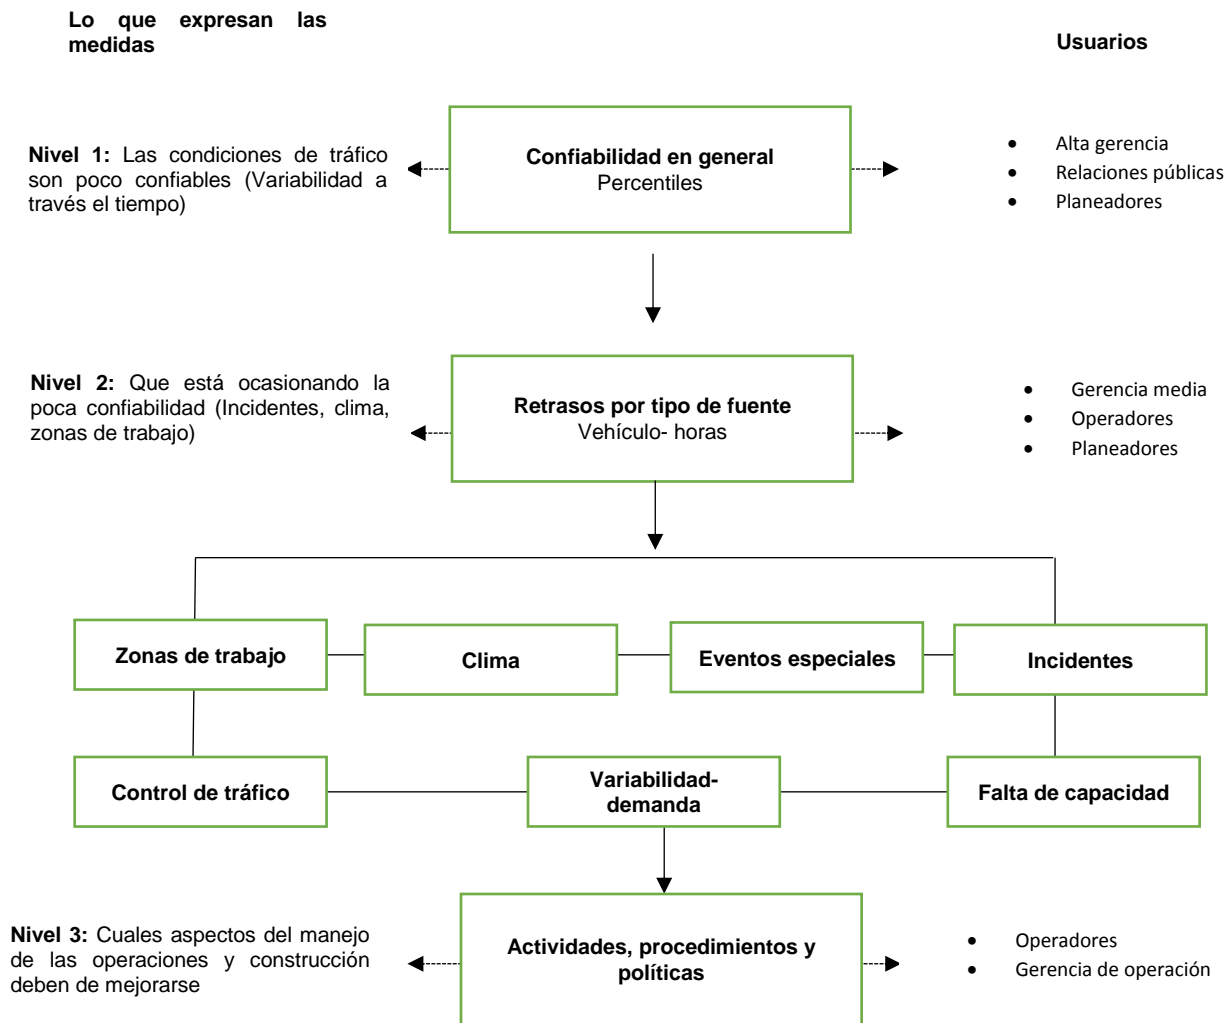 Lo que expresan las
medidas
Usuarios
Nivel 1: Las condiciones de tráfico
son poco confiables (Variabilidad a
través el tiempo)
Confiabilidad en general
Percentiles
• Alta gerencia
• Relaciones públicas
• Planeadores
Nivel 2: Que está ocasionando la
poca confiabilidad (Incidentes, clima,
zonas de trabajo)
Retrasos por tipo de fuente
Vehículo- horas
• Gerencia media
• Operadores
• Planeadores
Zonas de trabajo
Clima
Eventos especiales
Incidentes
Control de tráfico
Variabilidad-
demanda
Falta de capacidad
Nivel 3: Cuales aspectos del manejo
de las operaciones y construcción
deben de mejorarse
Actividades, procedimientos y
políticas
• Operadores
• Gerencia de operación